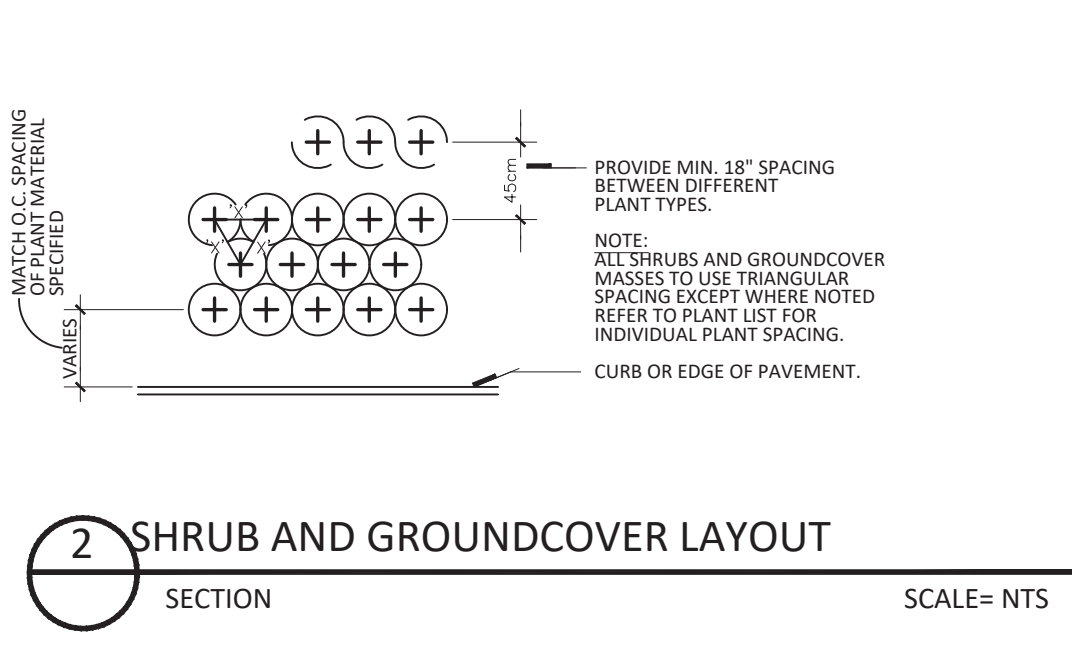 MATCH O.C. SPACING
OF PLANT MATERIAL
SPECIFIED
VARIES
'X'
'X'
'X'
45cm
PROVIDE MIN. 18" SPACING
BETWEEN DIFFERENT
PLANT TYPES.
NOTE:
ALL SHRUBS AND GROUNDCOVER
MASSES TO USE TRIANGULAR
SPACING EXCEPT WHERE NOTED
REFER TO PLANT LIST FOR
INDIVIDUAL PLANT SPACING.
CURB OR EDGE OF PAVEMENT.
2
SHRUB AND GROUNDCOVER LAYOUT
SECTION
SCALE= NTS